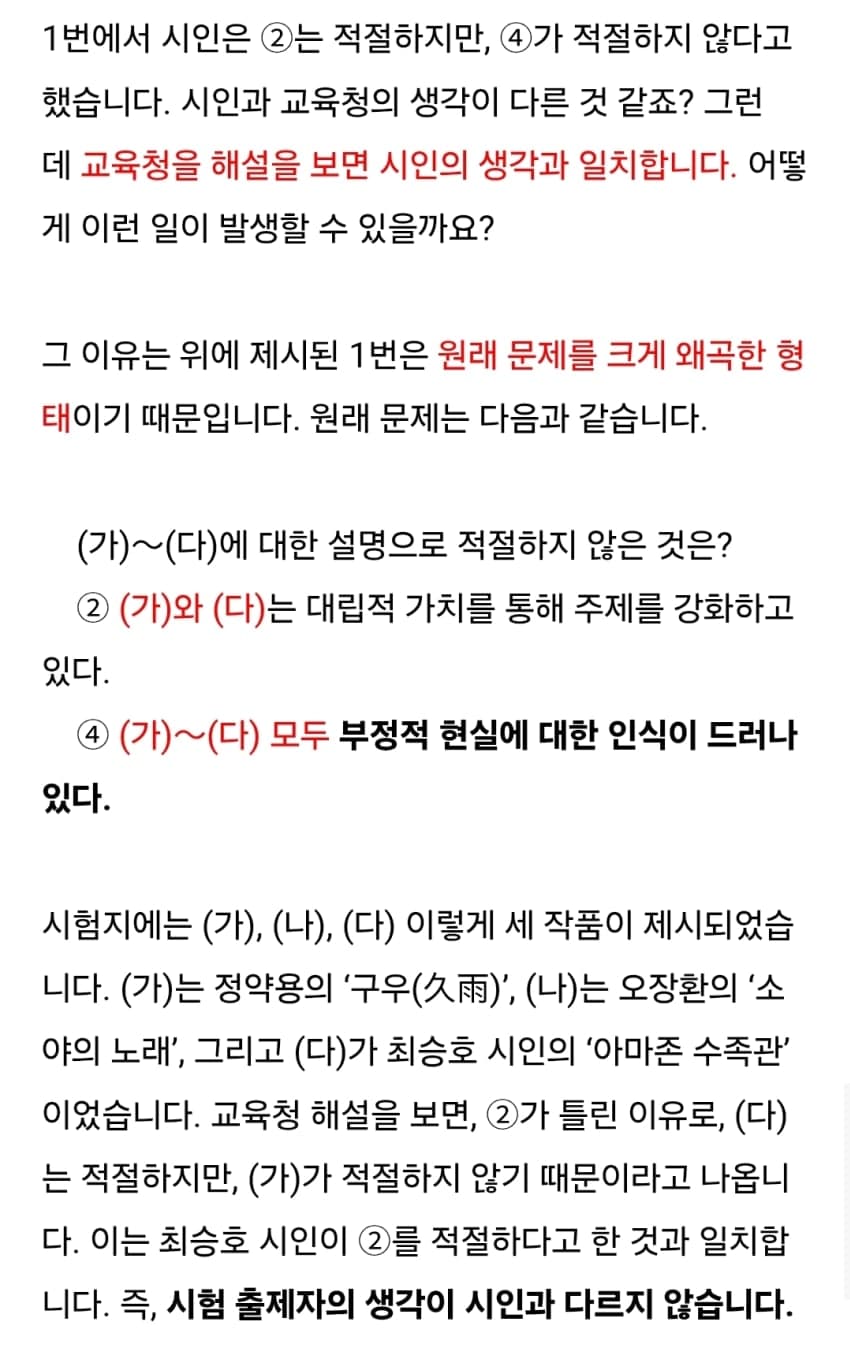 1번에서 시인은 ②는 적절하지만, ④가 적절하지 않다고
했습니다. 시인과 교육청의 생각이 다른 것 같죠? 그런
데 교육청을 해설을 보면 시인의 생각과 일치합니다. 어떻
게 이런 일이 발생할 수 있을까요?
그 이유는 위에 제시된 1번은 원래 문제를 크게 왜곡한 형
태이기 때문입니다. 원래 문제는 다음과 같습니다.
(가)~(다)에 대한 설명으로 적절하지 않은 것은?
② (가)와 (다)는 대립적 가치를 통해 주제를 강화하고
있다.
④ (가)~(다) 모두 부정적 현실에 대한 인식이 드러나
있다.
시험지에는 (가), (나), (다) 이렇게 세 작품이 제시되었습
니다. (가)는 정약용의 ‘구우(久雨)’, (나)는 오장환의 ‘소
야의 노래’, 그리고 (다)가 최승호 시인의 ‘아마존 수족관’
이었습니다. 교육청 해설을 보면, ②가 틀린 이유로, (다)
는 적절하지만, (가)가 적절하지 않기 때문이라고 나옵니
다. 이는 최승호 시인이 ②를 적절하다고 한 것과 일치합
니다. 즉, 시험 출제자의 생각이 시인과 다르지 않습니다.